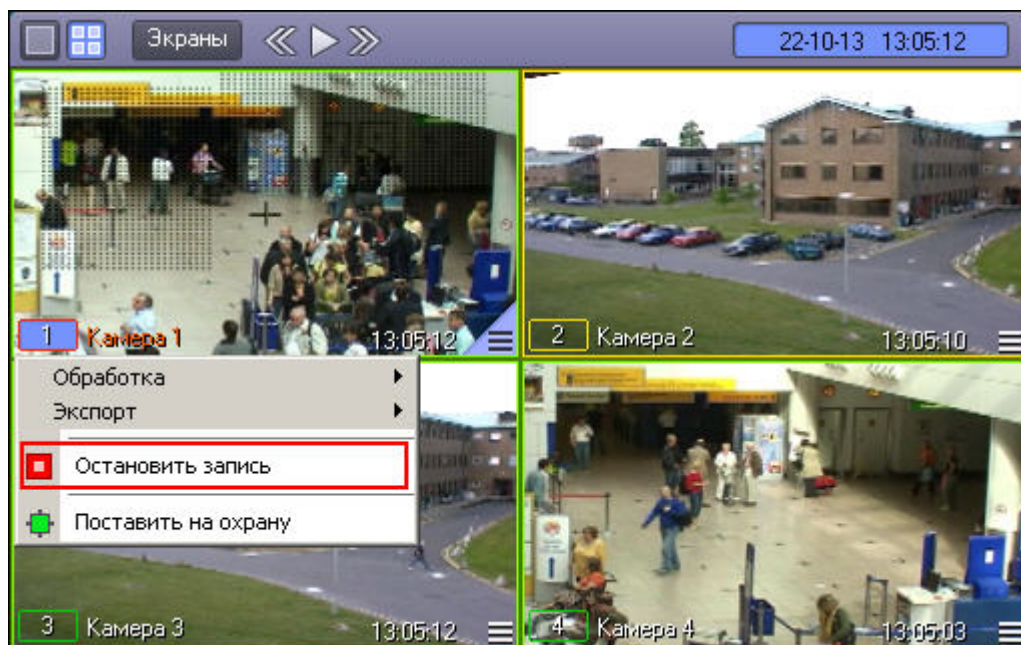 Экраны
22-10-13 13:05:12
1 Камера 1 13:05:12
2 Камера 2 13:05:10
Обработка
Экспорт
Остановить запись
Поставить на охрану
3 Камера 3 13:05:12
4 Камера 4 13:05:03